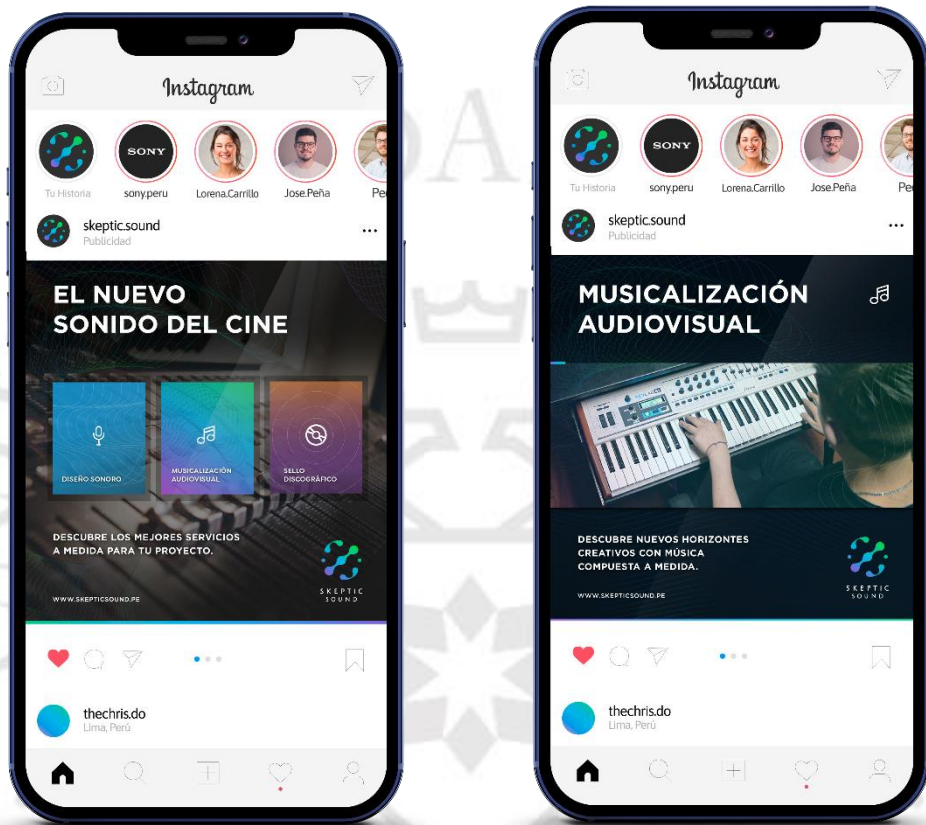 Instagram
SONY
Tu Historia
sony.peru
Lorena.Carrillo
Jose.Peña
Pe
skeptic.sound
Publicidad
EL NUEVO
SONIDO DEL CINE
DISEÑO SONORO
MUSICALIZACIÓN
AUDIOVISUAL
SELLO
DISCOGRÁFICO
DESCUBRE LOS MEJORES SERVICIOS
A MEDIDA PARA TU PROYECTO.
WWW.SKEPTICSOUND.PE
SKEPTIC
SOUND
thechris.do
Lima, Perú
Instagram
SONY
Tu Historia
sony.peru
Lorena.Carrillo
Jose.Peña
Pe
skeptic.sound
Publicidad
MUSICALIZACIÓN
AUDIOVISUAL
DESCUBRE NUEVOS HORIZONTES
CREATIVOS CON MÚSICA
COMPUESTA A MEDIDA.
WWW.SKEPTICSOUND.PE
SKEPTIC
SOUND
thechris.do
Lima, Perú